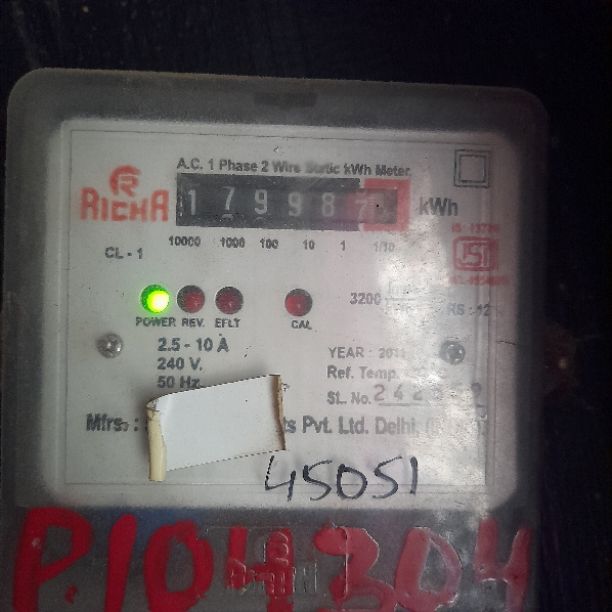 A.C. 1 Phase 2 Wire Static kWh Meter
RICHA
1 7 9 9 8 7
kWh
10000 1000 100 10 1 1/10
CL - 1
3200
POWER REV. EFLT CAL
2.5 - 10 A
240 V.
50 Hz
YEAR :
Ref. Temp.
SL. No.
Mfrs. : Pvt. Ltd. Delhi
45051
P.104304